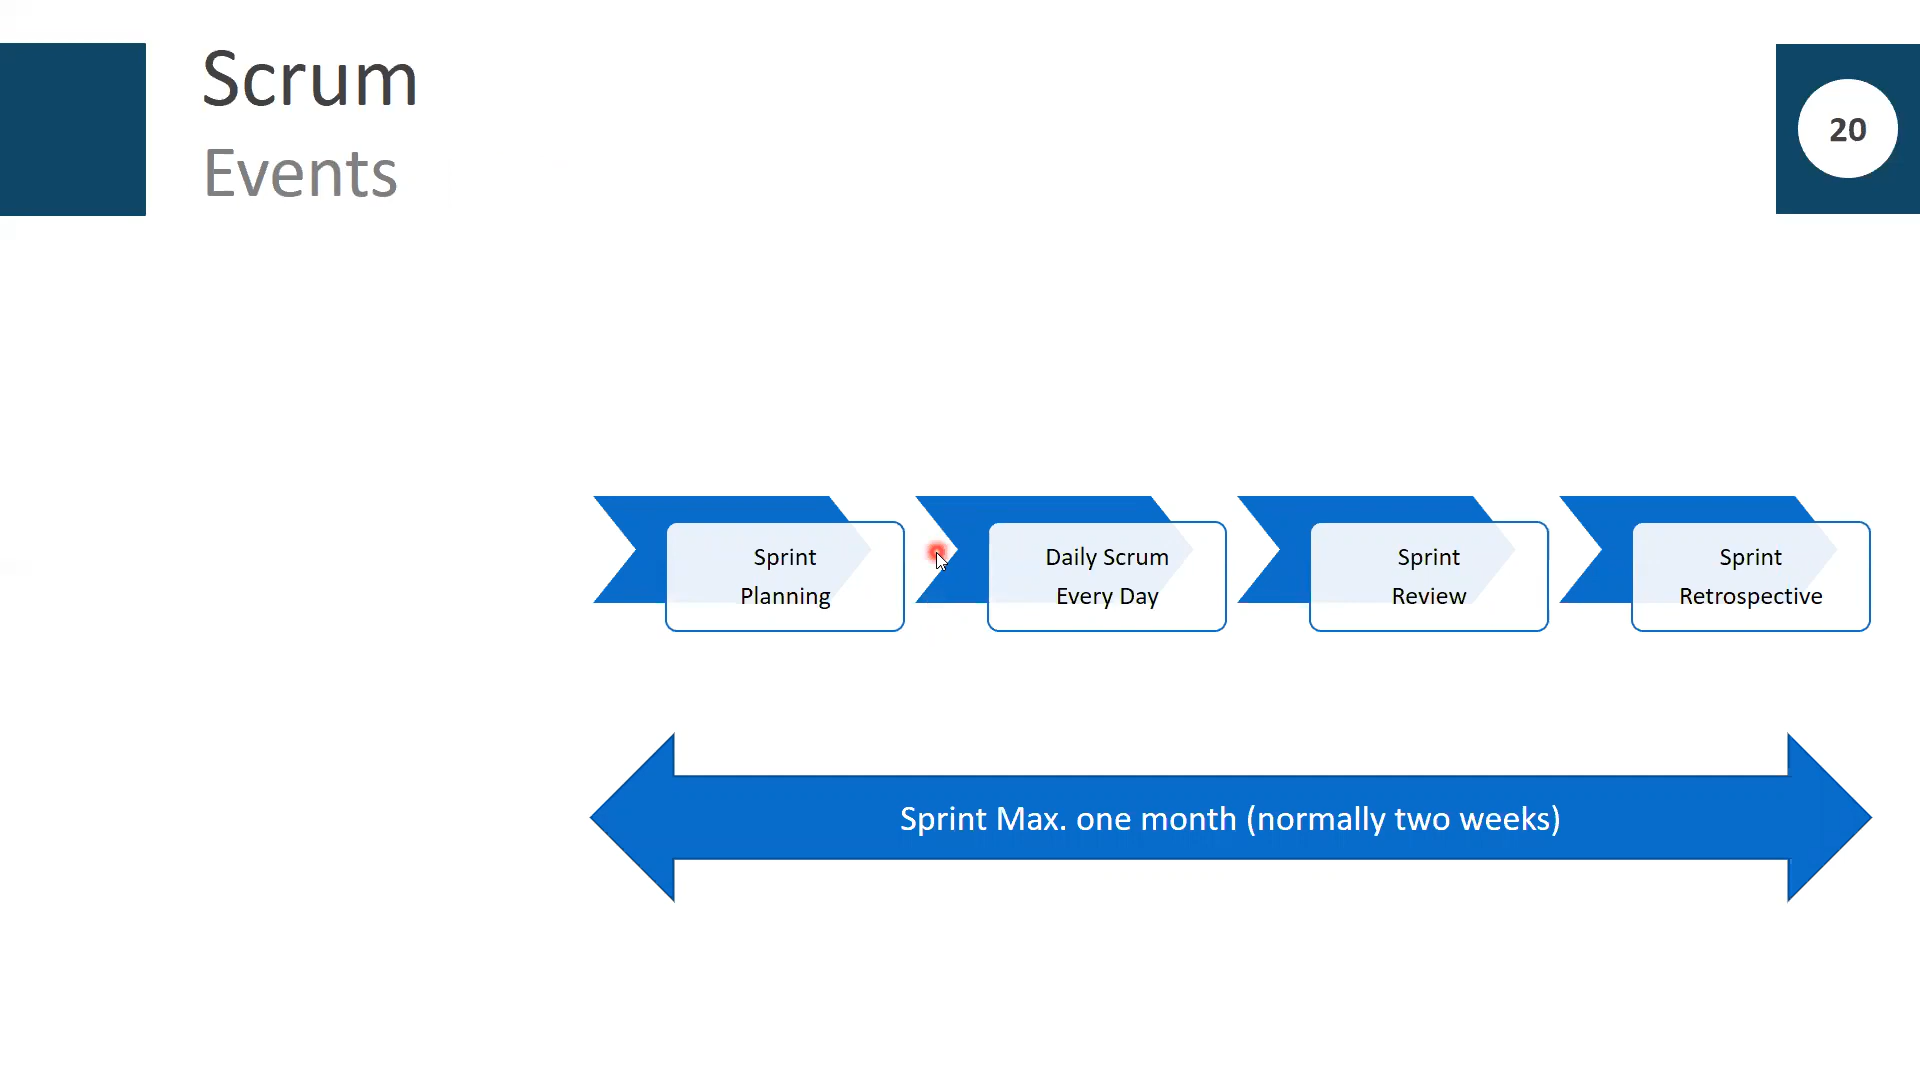 Scrum
Events
20
Sprint
Planning
Daily Scrum
Every Day
Sprint
Review
Sprint
Retrospective
Sprint Max. one month (normally two weeks)